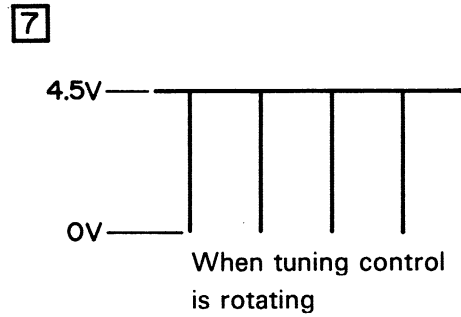 7
4.5V
0V
When tuning control
is rotating